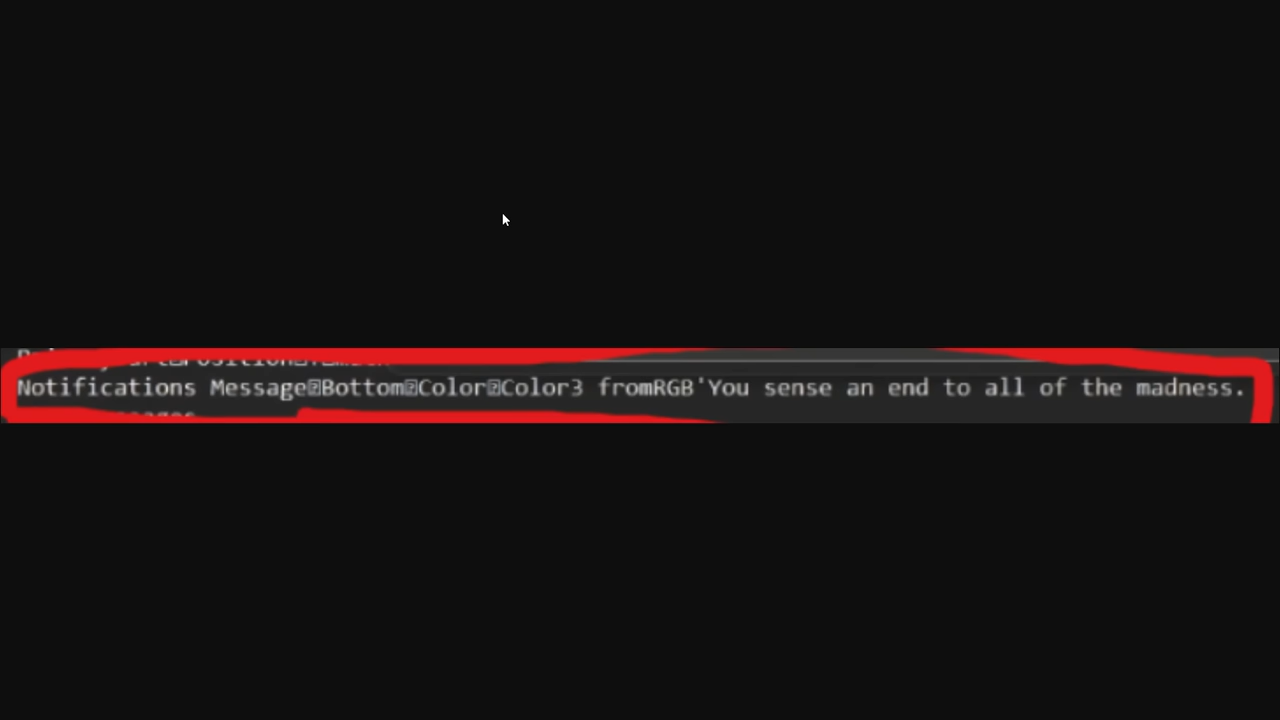 Notifications Message⍰Bottom⍰Color⍰Color3 fromRGB'You sense an end to all of the madness.